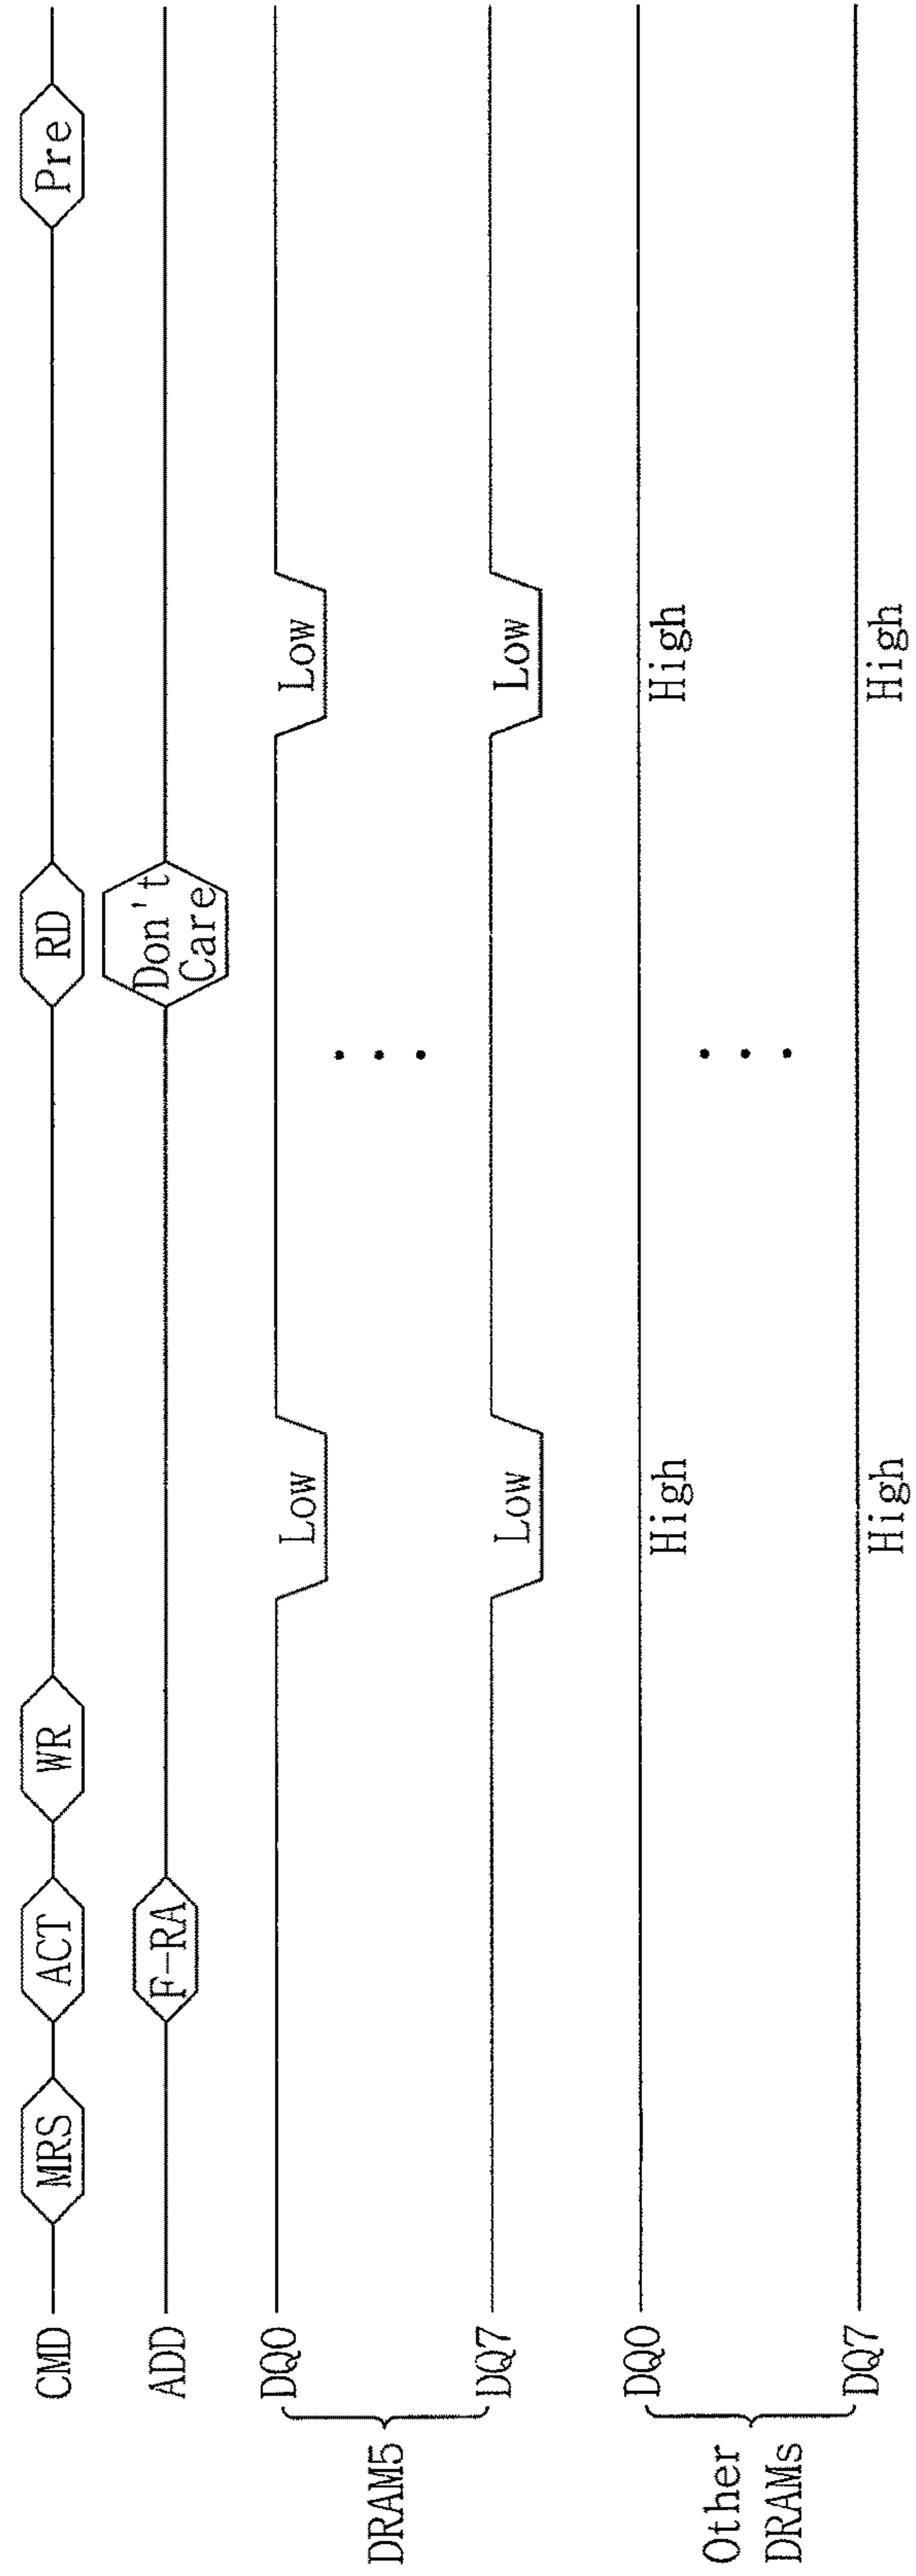 CMD
MRS
ACT
WR
RD
Pre
ADD
F-RA
Don't
Care
DRAM5
DQ0
Low
Low
DQ7
Low
Low
Other
DRAMs
DQ0
High
High
DQ7
High
High